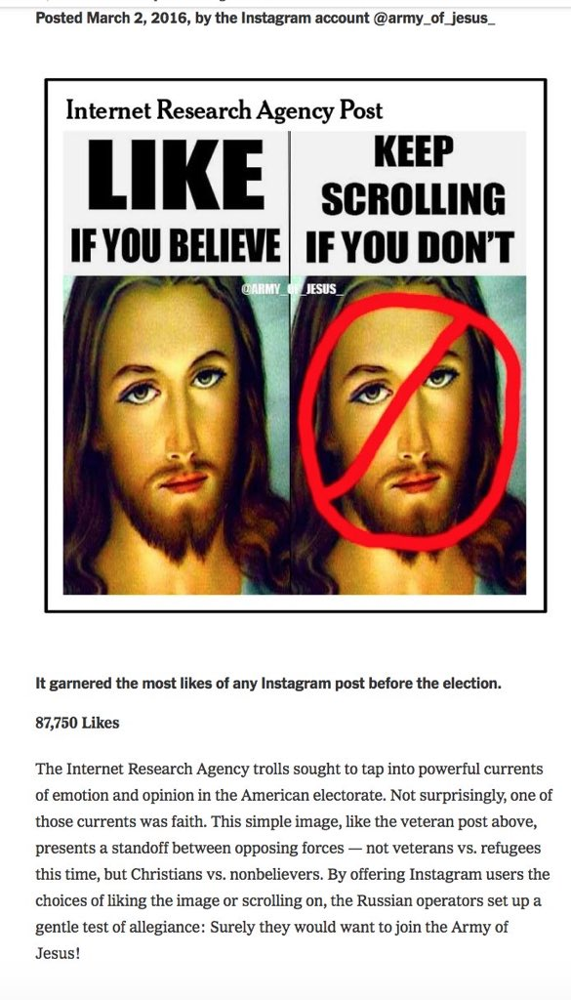 Posted March 2, 2016, by the Instagram account @army_of_jesus_
Internet Research Agency Post
LIKE
IF YOU BELIEVE
KEEP
SCROLLING
IF YOU DON'T
@ARMY_OF_JESUS_
It garnered the most likes of any Instagram post before the election.
87,750 Likes
The Internet Research Agency trolls sought to tap into powerful currents
of emotion and opinion in the American electorate. Not surprisingly, one of
those currents was faith. This simple image, like the veteran post above,
presents a standoff between opposing forces — not veterans vs. refugees
this time, but Christians vs. nonbelievers. By offering Instagram users the
choices of liking the image or scrolling on, the Russian operators set up a
gentle test of allegiance: Surely they would want to join the Army of
Jesus!